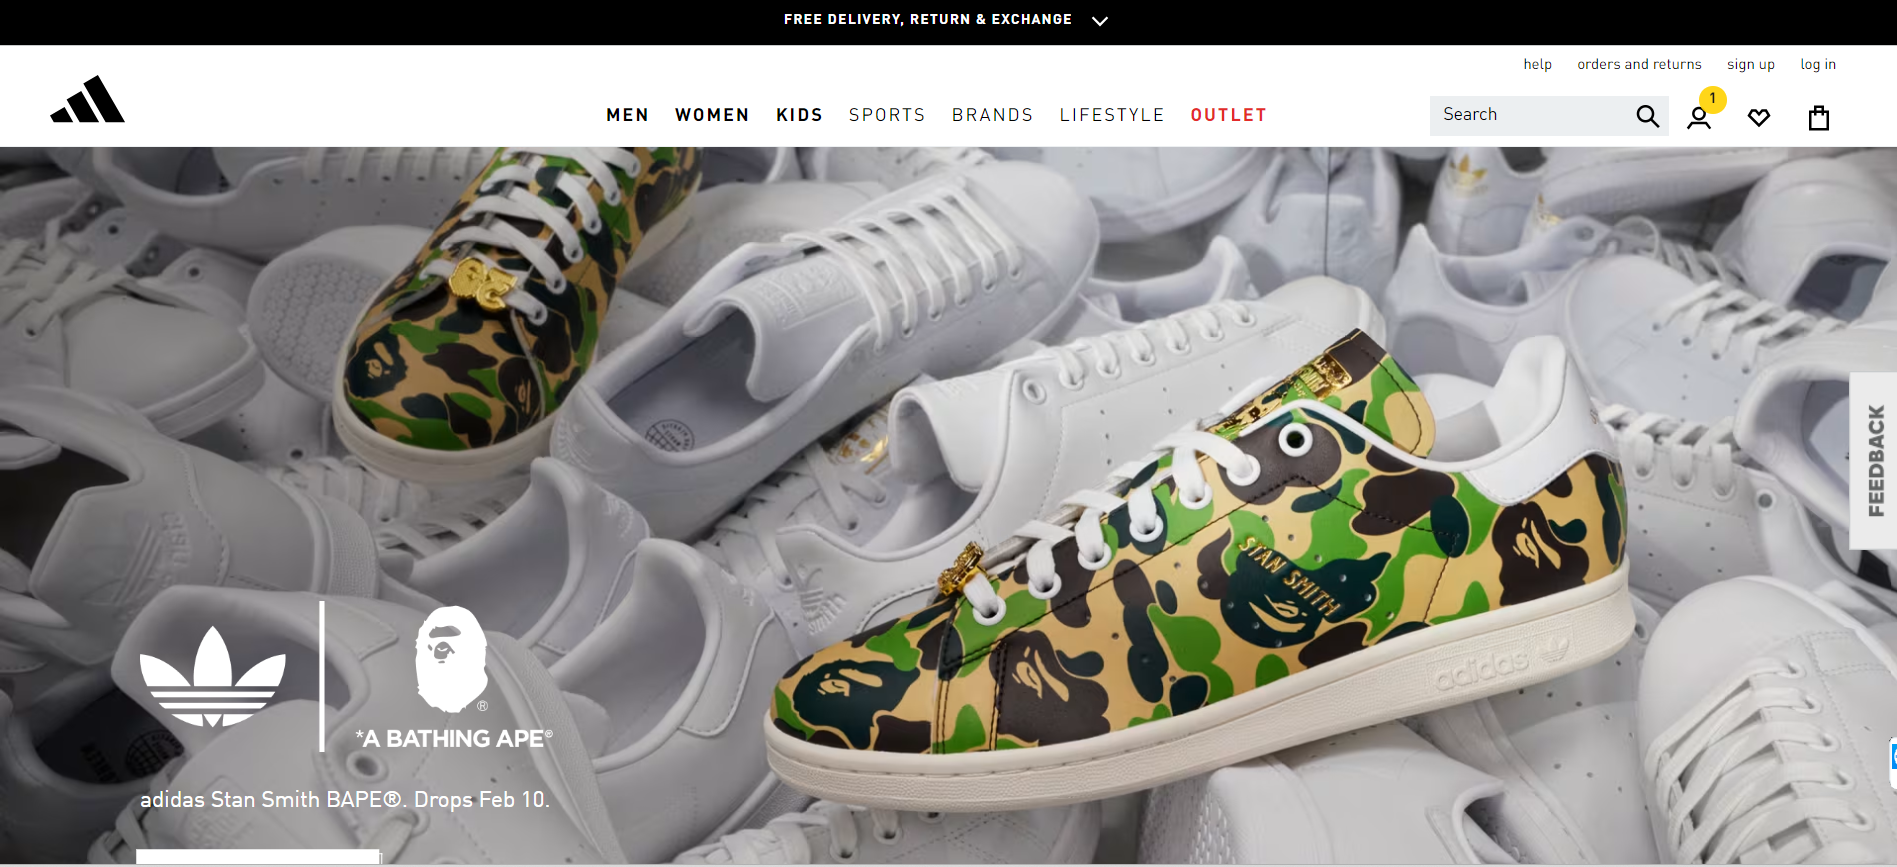 FREE DELIVERY, RETURN & EXCHANGE
help orders and returns sign up log in
MEN WOMEN KIDS SPORTS BRANDS LIFESTYLE OUTLET
Search
1
STAN SMITH
adidas
FEEDBACK
*A BATHING APE®
adidas Stan Smith BAPE®. Drops Feb 10.